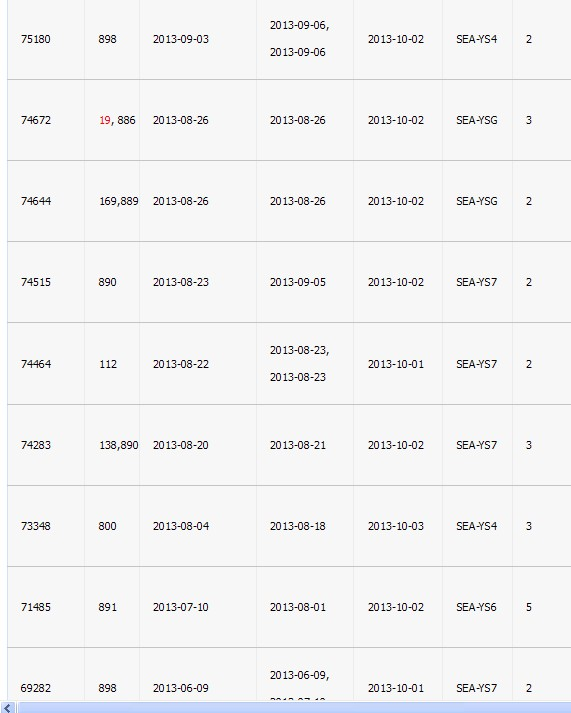 75180 898 2013-09-03 2013-09-06, 2013-10-02 SEA-YS4 2
2013-09-06
74672 19, 886 2013-08-26 2013-08-26 2013-10-02 SEA-YSG 3
74644 169,889 2013-08-26 2013-08-26 2013-10-02 SEA-YSG 2
74515 890 2013-08-23 2013-09-05 2013-10-02 SEA-YS7 2
74464 112 2013-08-22 2013-08-23, 2013-10-01 SEA-YS7 2
2013-08-23
74283 138,890 2013-08-20 2013-08-21 2013-10-02 SEA-YS7 3
73348 800 2013-08-04 2013-08-18 2013-10-03 SEA-YS4 3
71485 891 2013-07-10 2013-08-01 2013-10-02 SEA-YS6 5
69282 898 2013-06-09 2013-06-09, 2013-10-01 SEA-YS7 2